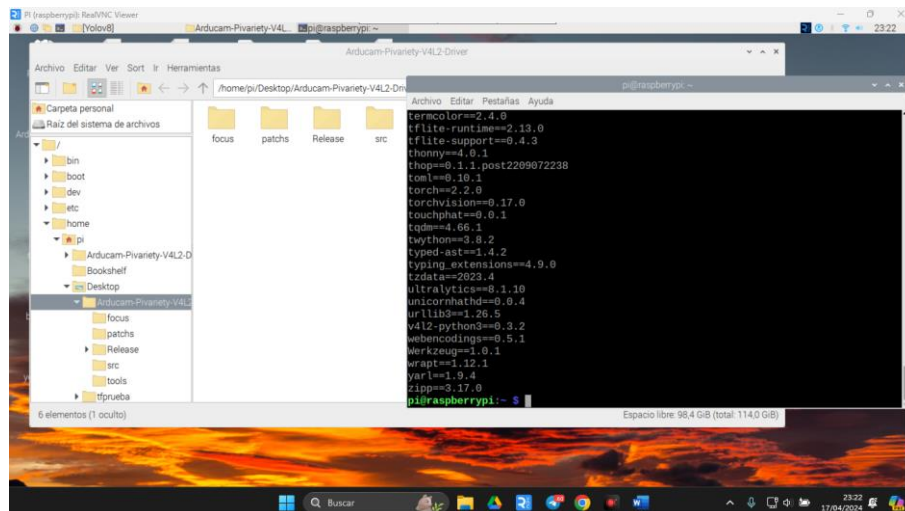 PI (raspberrypi): RealVNC Viewer
[Yolov8]
Arducam-Pivariety-V4L...
pi@raspberrypi: ~
23:22
Arducam-Pivariety-V4L2-Driver
Archivo Editar Ver Sort Ir Herramientas
/home/pi/Desktop/Arducam-Pivariety-V4L2-Driv
Carpeta personal
Raíz del sistema de archivos
/
bin
boot
dev
etc
home
pi
Arducam-Pivariety-V4L2-D
Bookshelf
Desktop
Arducam-Pivariety-V4L2
focus
patchs
Release
src
tools
tfprueba
focus
patchs
Release
src
6 elementos (1 oculto)
Espacio libre: 98,4 GiB (total: 114,0 GiB)
pi@raspberrypi: ~
Archivo Editar Pestañas Ayuda
termcolor==2.4.0
tflite-runtime==2.13.0
tflite-support==0.4.3
thonny==4.0.1
thop==0.1.1.post2209072238
toml==0.10.1
torch==2.2.0
torchvision==0.17.0
touchphat==0.0.1
tqdm==4.66.1
twython==3.8.2
typed-ast==1.4.2
typing_extensions==4.9.0
tzdata==2023.4
ultralytics==8.1.10
unicornhathd==0.0.4
urllib3==1.26.5
v4l2-python3==0.3.2
webencodings==0.5.1
Werkzeug==1.0.1
wrapt==1.12.1
yarl==1.9.4
zipp==3.17.0
pi@raspberrypi:~ $
Buscar
23:22
17/04/2024